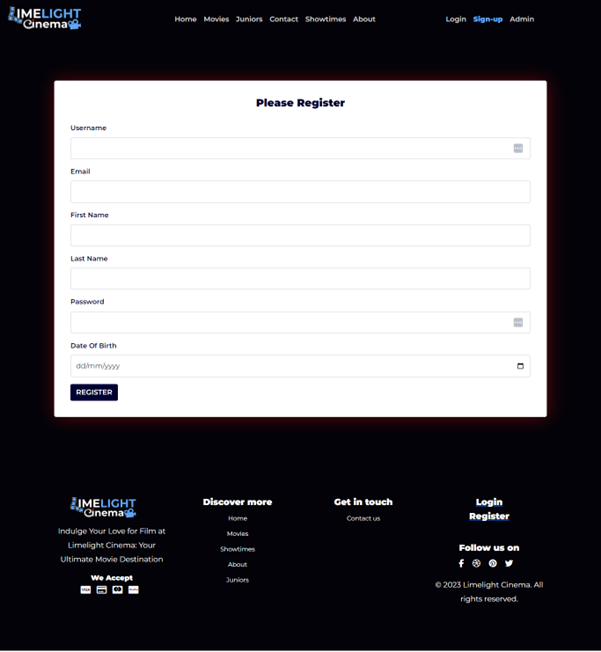 LIMELIGHT
Cinema
Home Movies Juniors Contact Showtimes About
Login Sign-up Admin
Please Register
Username
Email
First Name
Last Name
Password
Date Of Birth
dd/mm/yyyy
REGISTER
LIMELIGHT
Cinema
Indulge Your Love for Film at
Limelight Cinema: Your
Ultimate Movie Destination
We Accept
VISA
Discover more
Home
Movies
Showtimes
About
Juniors
Get in touch
Contact us
Login
Register
Follow us on
© 2023 Limelight Cinema. All
rights reserved.